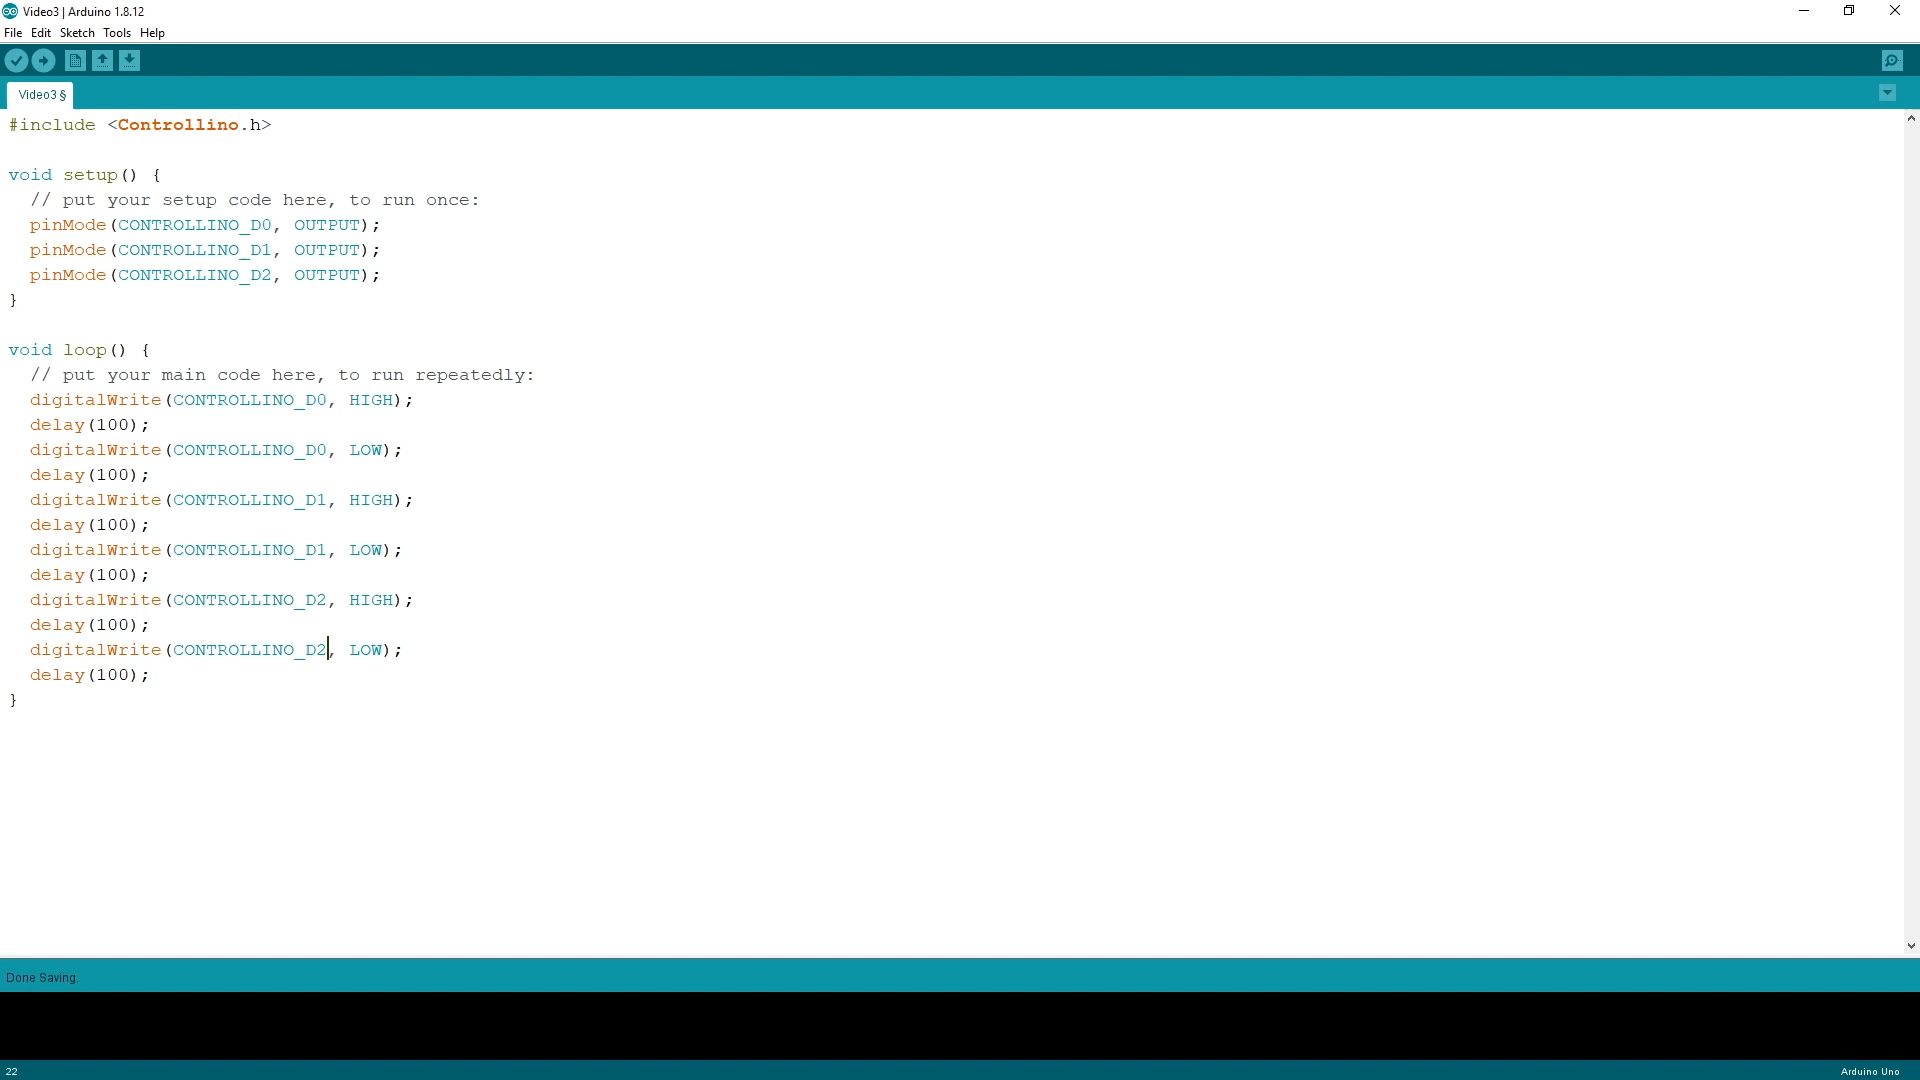 Video3 | Arduino 1.8.12
File Edit Sketch Tools Help
Video3 §
#include <Controllino.h>
void setup() {
  // put your setup code here, to run once:
  pinMode(CONTROLLINO_D0, OUTPUT);
  pinMode(CONTROLLINO_D1, OUTPUT);
  pinMode(CONTROLLINO_D2, OUTPUT);
}
void loop() {
  // put your main code here, to run repeatedly:
  digitalWrite(CONTROLLINO_D0, HIGH);
  delay(100);
  digitalWrite(CONTROLLINO_D0, LOW);
  delay(100);
  digitalWrite(CONTROLLINO_D1, HIGH);
  delay(100);
  digitalWrite(CONTROLLINO_D1, LOW);
  delay(100);
  digitalWrite(CONTROLLINO_D2, HIGH);
  delay(100);
  digitalWrite(CONTROLLINO_D2, LOW);
  delay(100);
}
Done Saving.
22 Arduino Uno